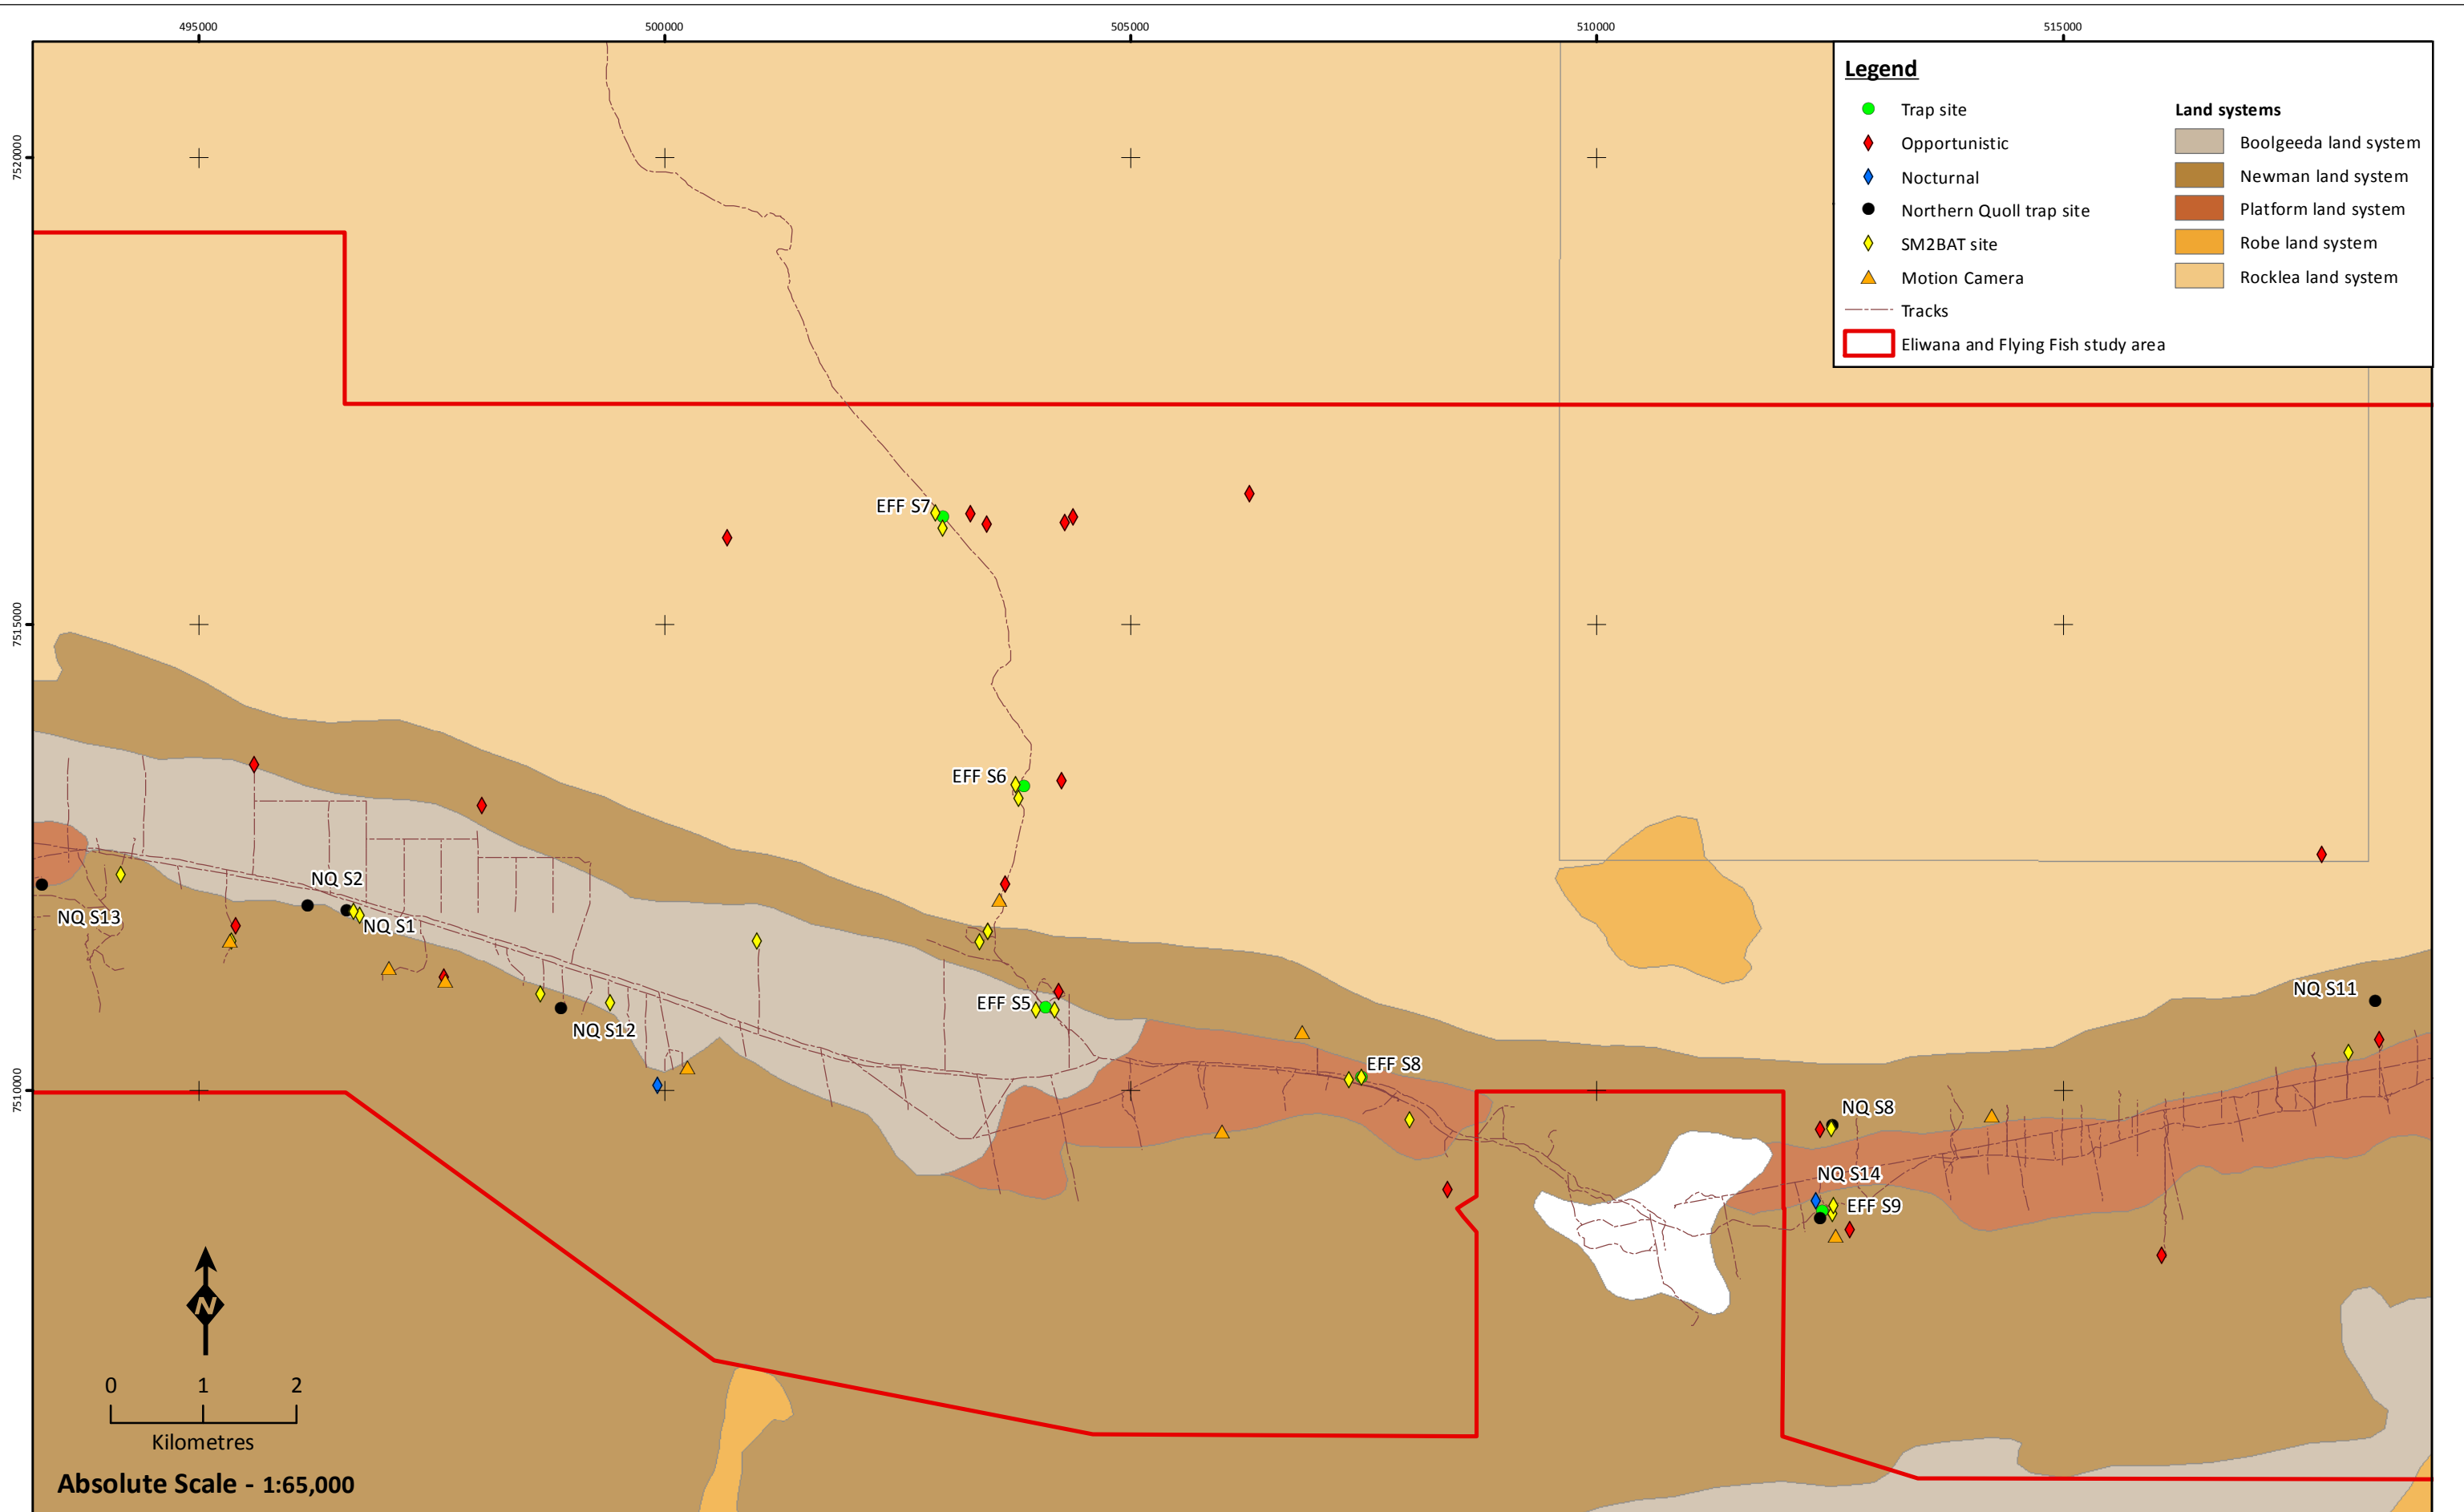 495000
500000
505000
510000
515000
7520000
7515000
7510000
Legend
Trap site
Opportunistic
Nocturnal
Northern Quoll trap site
SM2BAT site
Motion Camera
Tracks
Eliwana and Flying Fish study area
Land systems
Boolgeeda land system
Newman land system
Platform land system
Robe land system
Rocklea land system
EFF S7
EFF S6
NQ S2
NQ S13
NQ S1
NQ S11
EFF S5
NQ S12
EFF S8
NQ S8
NQ S14
EFF S9
N
0 1 2
Kilometres
Absolute Scale - 1:65,000